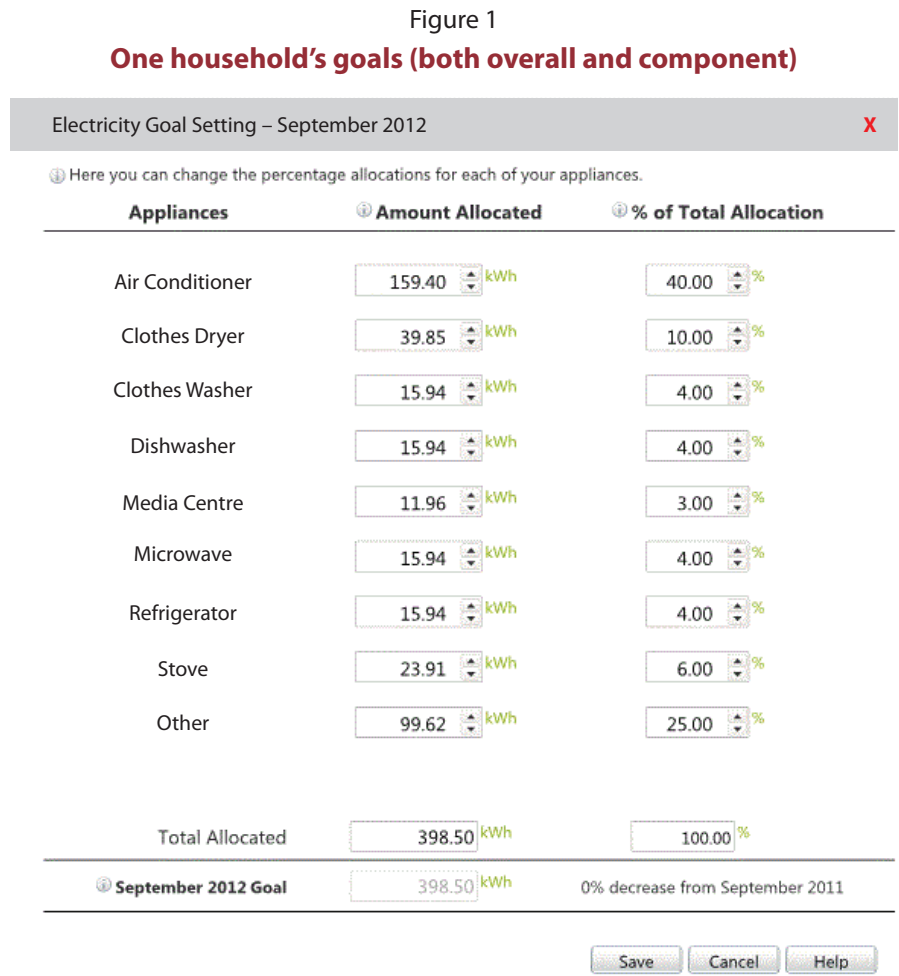 Figure 1
One household's goals (both overall and component)
Electricity Goal Setting – September 2012 X
Here you can change the percentage allocations for each of your appliances.
Appliances Amount Allocated % of Total Allocation
Air Conditioner 159.40 kWh 40.00 %
Clothes Dryer 39.85 kWh 10.00 %
Clothes Washer 15.94 kWh 4.00 %
Dishwasher 15.94 kWh 4.00 %
Media Centre 11.96 kWh 3.00 %
Microwave 15.94 kWh 4.00 %
Refrigerator 15.94 kWh 4.00 %
Stove 23.91 kWh 6.00 %
Other 99.62 kWh 25.00 %
Total Allocated 398.50 kWh 100.00 %
September 2012 Goal 398.50 kWh 0% decrease from September 2011
Save Cancel Help